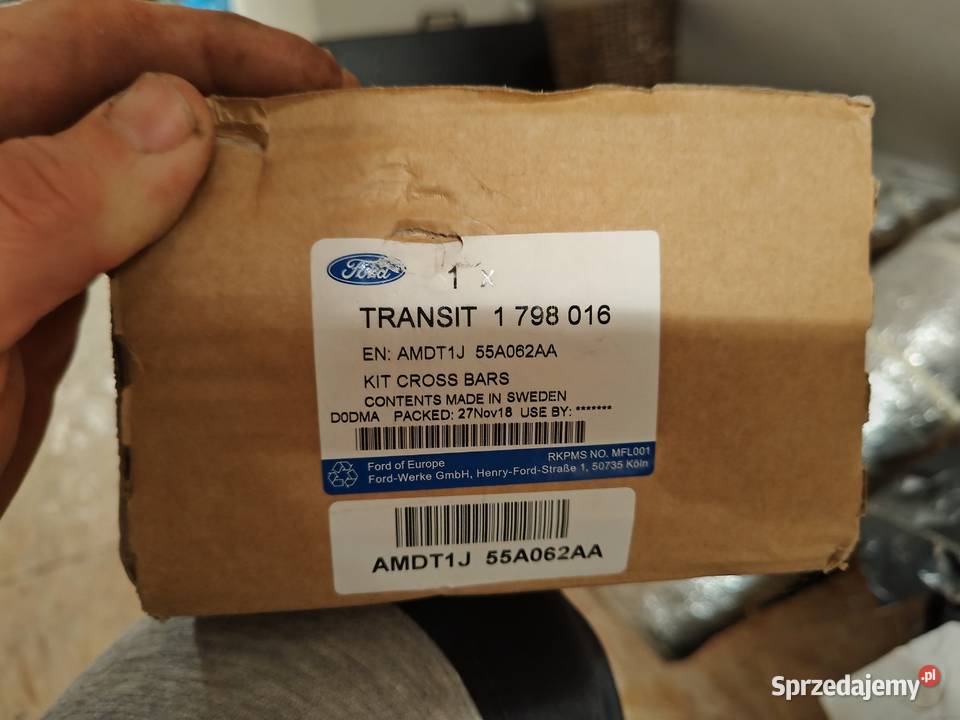 Ford
1 x
TRANSIT 1 798 016
EN: AMDT1J 55A062AA
KIT CROSS BARS
CONTENTS MADE IN SWEDEN
D0DMA PACKED: 27Nov18 USE BY: *******
RKPMS NO. MFL001
Ford of Europe
Ford-Werke GmbH, Henry-Ford-Straße 1, 50735 Köln
AMDT1J 55A062AA
Sprzedajemy.pl